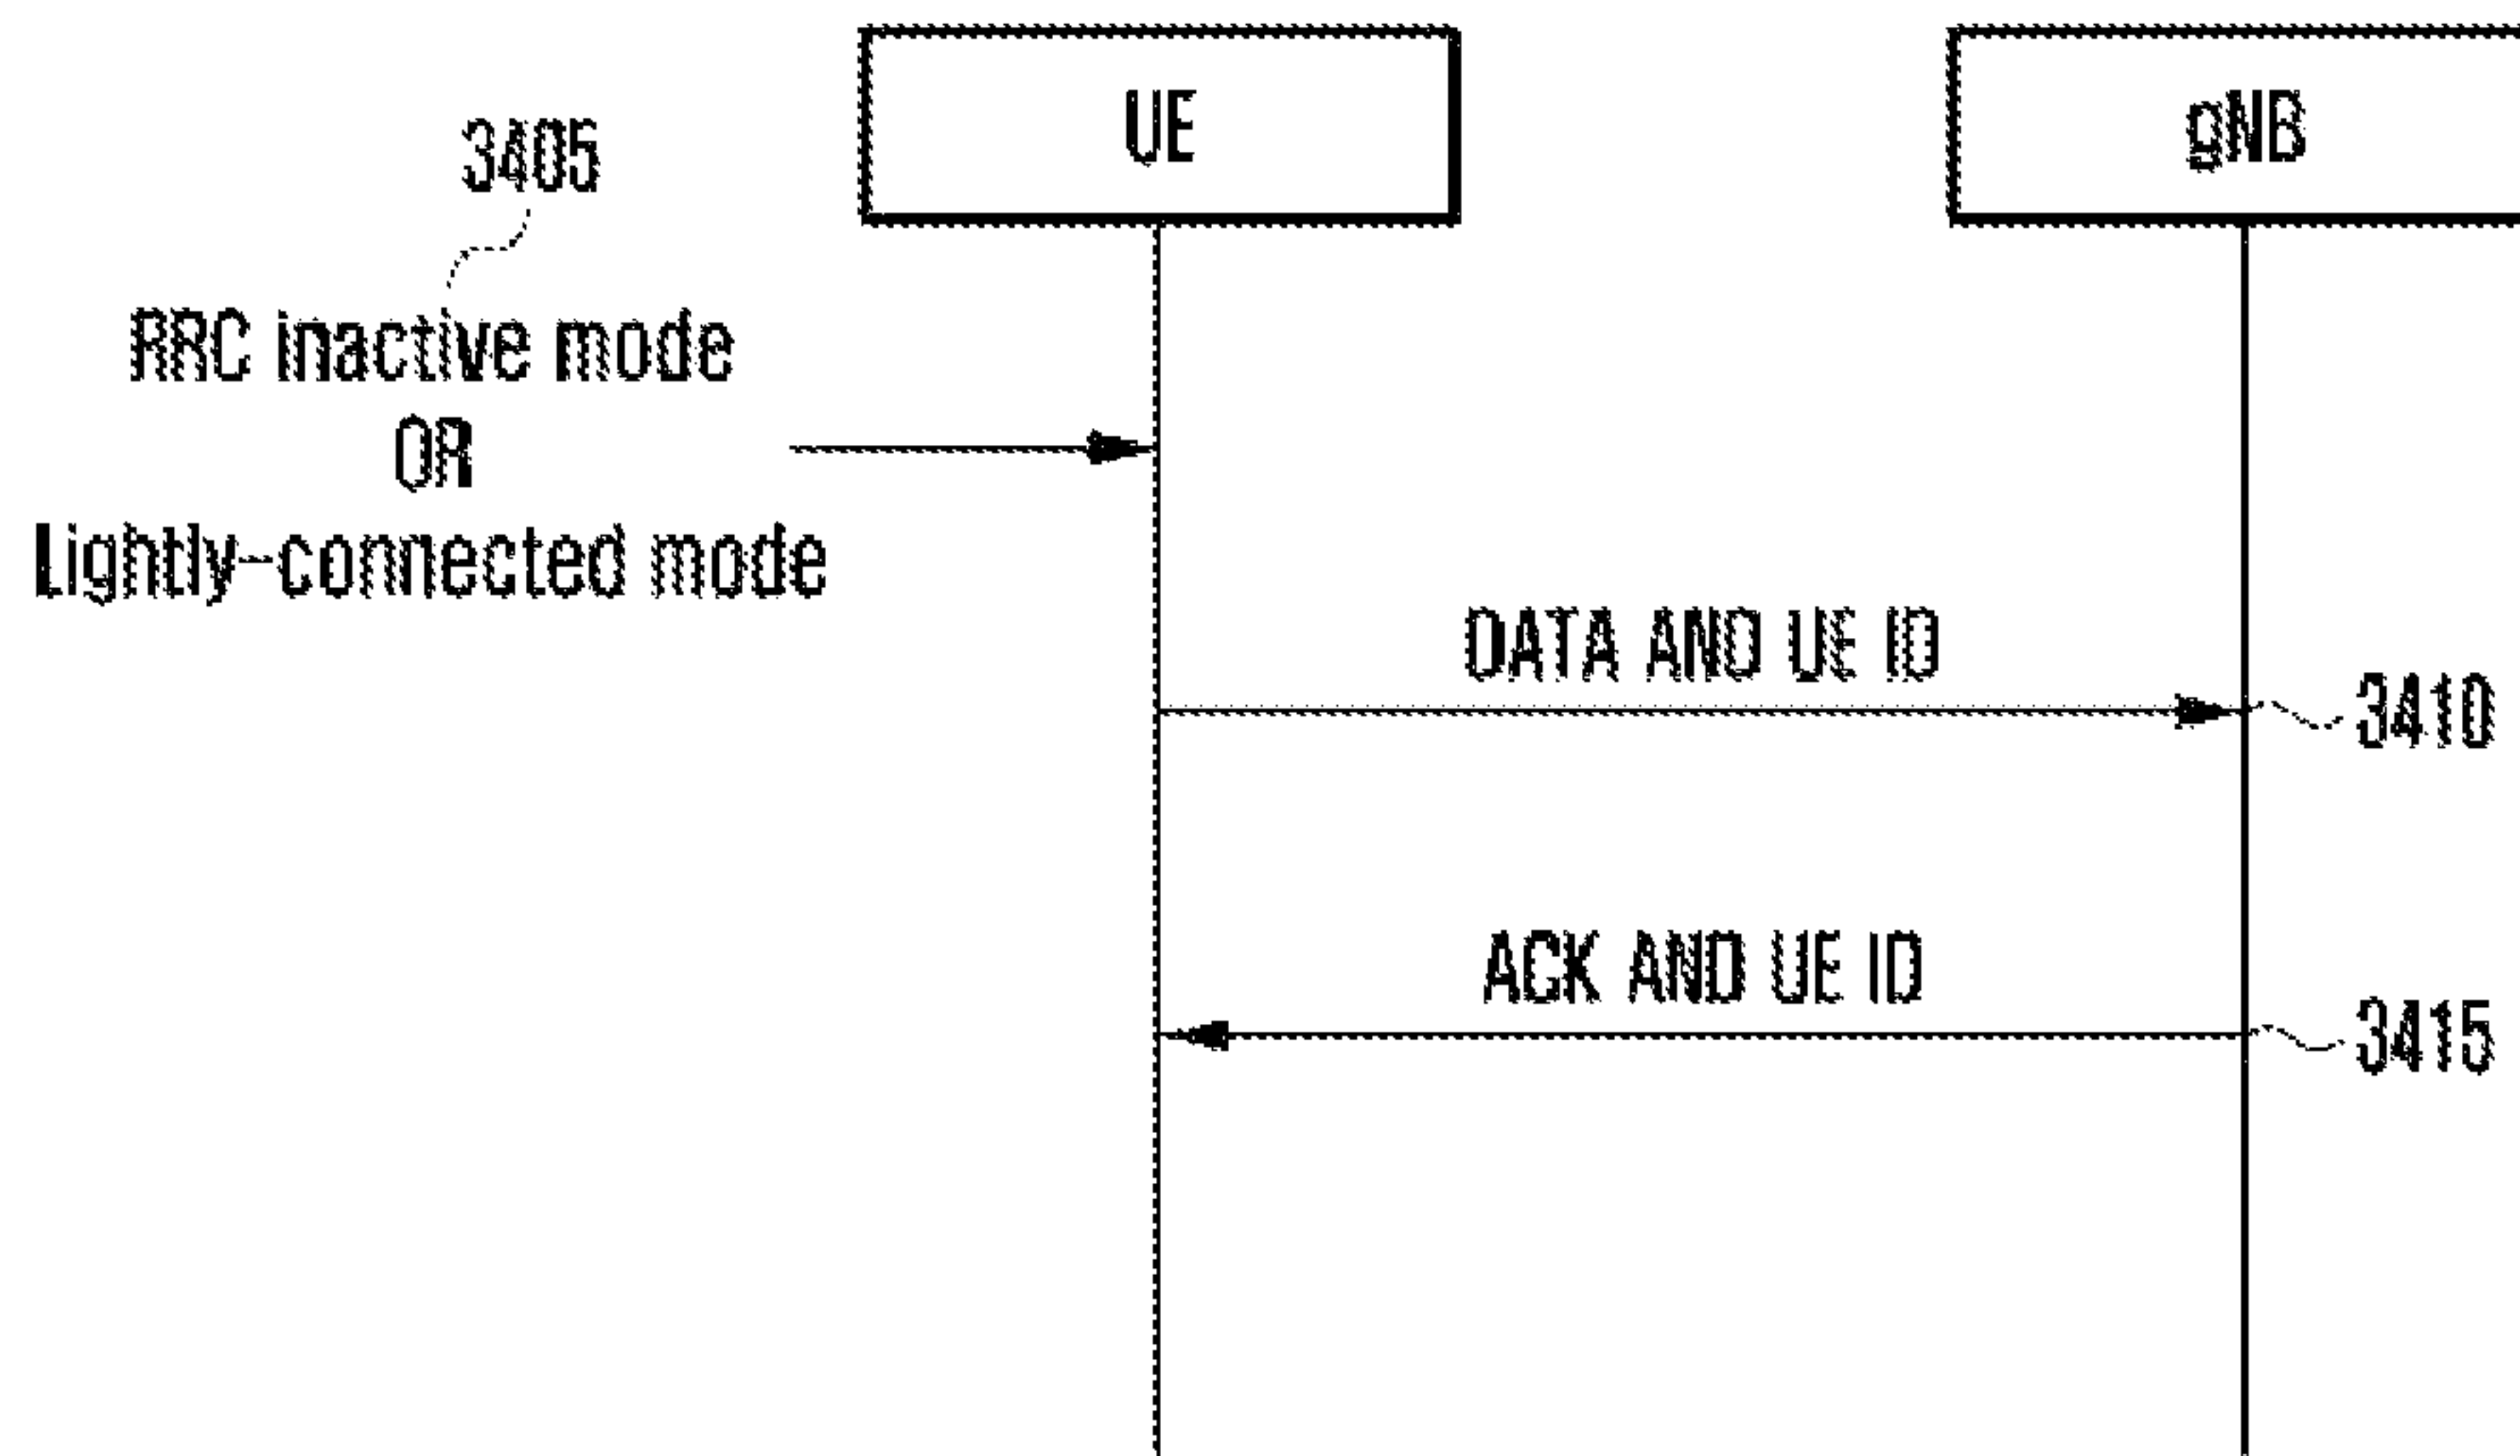 UE
gNB
3405
RRC inactive mode
OR
Lightly-connected mode
DATA AND UE ID
3410
ACK AND UE ID
3415